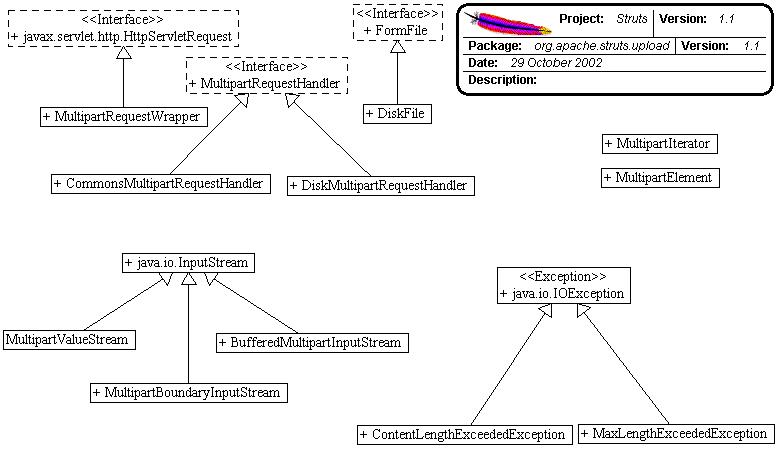 <<Interface>>
+ javax.servlet.http.HttpServletRequest
<<Interface>>
+ FormFile
Project: Struts Version: 1.1
Package: org.apache.struts.upload Version: 1.1
Date: 29 October 2002
Description:
<<Interface>>
+ MultipartRequestHandler
+ MultipartRequestWrapper
+ DiskFile
+ MultipartIterator
+ CommonsMultipartRequestHandler
+ DiskMultipartRequestHandler
+ MultipartElement
+ java.io.InputStream
<<Exception>>
+ java.io.IOException
MultipartValueStream
+ BufferedMultipartInputStream
+ MultipartBoundaryInputStream
+ ContentLengthExceededException
+ MaxLengthExceededException